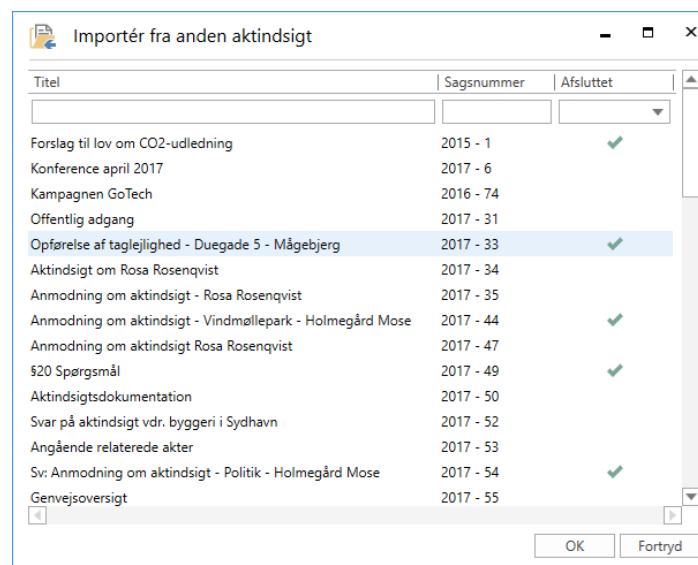 Importér fra anden aktindsigt
Titel Sagsnummer Afsluttet
Forslag til lov om CO2-udledning 2015 - 1
Konference april 2017 2017 - 6
Kampagnen GoTech 2016 - 74
Offentlig adgang 2017 - 31
Opførelse af taglejlighed - Duegade 5 - Mågebjerg 2017 - 33
Aktindsigt om Rosa Rosenqvist 2017 - 34
Anmodning om aktindsigt - Rosa Rosenqvist 2017 - 35
Anmodning om aktindsigt - Vindmøllepark - Holmegård Mose 2017 - 44
Anmodning om aktindsigt Rosa Rosenqvist 2017 - 47
§20 Spørgsmål 2017 - 49
Aktindsigtsdokumentation 2017 - 50
Svar på aktindsigt vdr. byggeri i Sydhavn 2017 - 52
Angående relaterede akter 2017 - 53
Sv: Anmodning om aktindsigt - Politik - Holmegård Mose 2017 - 54
Genvejsoversigt 2017 - 55
OK Fortryd